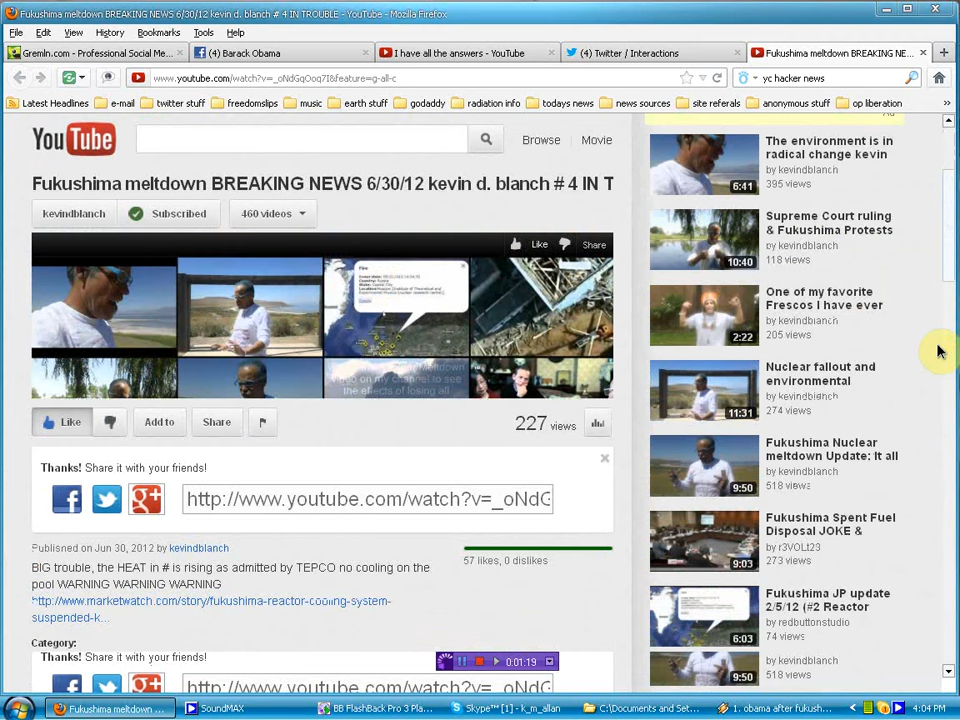 Fukushima meltdown BREAKING NEWS 6/30/12 kevin d. blanch # 4 IN TROUBLE - YouTube - Mozilla Firefox
File Edit View History Bookmarks Tools Help
Gremln.com - Professional Social Me...
(4) Barack Obama
I have all the answers - YouTube
(4) Twitter / Interactions
Fukushima meltdown BREAKING NE...
www.youtube.com/watch?v=_oNdGqOoq7I&feature=g-all-c
yc hacker news
Latest Headlines e-mail twitter stuff freedomslips music earth stuff godaddy radiation info todays news news sources site referals anonymous stuff op liberation
YouTube
Browse Movie
Fukushima meltdown BREAKING NEWS 6/30/12 kevin d. blanch # 4 IN T
kevindblanch Subscribed 460 videos
Like Share
Like Add to Share
227 views
Thanks! Share it with your friends!
http://www.youtube.com/watch?v=_oNdG
Published on Jun 30, 2012 by kevindblanch
57 likes, 0 dislikes
BIG trouble, the HEAT in # is rising as admitted by TEPCO no cooling on the
pool WARNING WARNING WARNING
http://www.marketwatch.com/story/fukushima-reactor-cooling-system-
suspended-k...
Category:
Thanks! Share it with your friends!
http://www.youtube.com/watch?v=_oNdG
0:01:19
Ad
The environment is in
radical change kevin
by kevindblanch
395 views
6:41
Supreme Court ruling
& Fukushima Protests
by kevindblanch
118 views
10:40
One of my favorite
Frescos I have ever
by kevindblanch
205 views
2:22
Nuclear fallout and
environmental
by kevindblanch
274 views
11:31
Fukushima Nuclear
meltdown Update: It all
by kevindblanch
518 views
9:50
Fukushima Spent Fuel
Disposal JOKE &
by r3VOLt23
273 views
9:03
Fukushima JP update
2/5/12 (#2 Reactor
by redbuttonstudio
74 views
6:03
by kevindblanch
518 views
9:50
Fukushima meltdown ...
SoundMAX
BB FlashBack Pro 3 Pla...
Skype™ [1] - k_m_allan
C:\Documents and Set...
1. obama after fukush...
4:04 PM